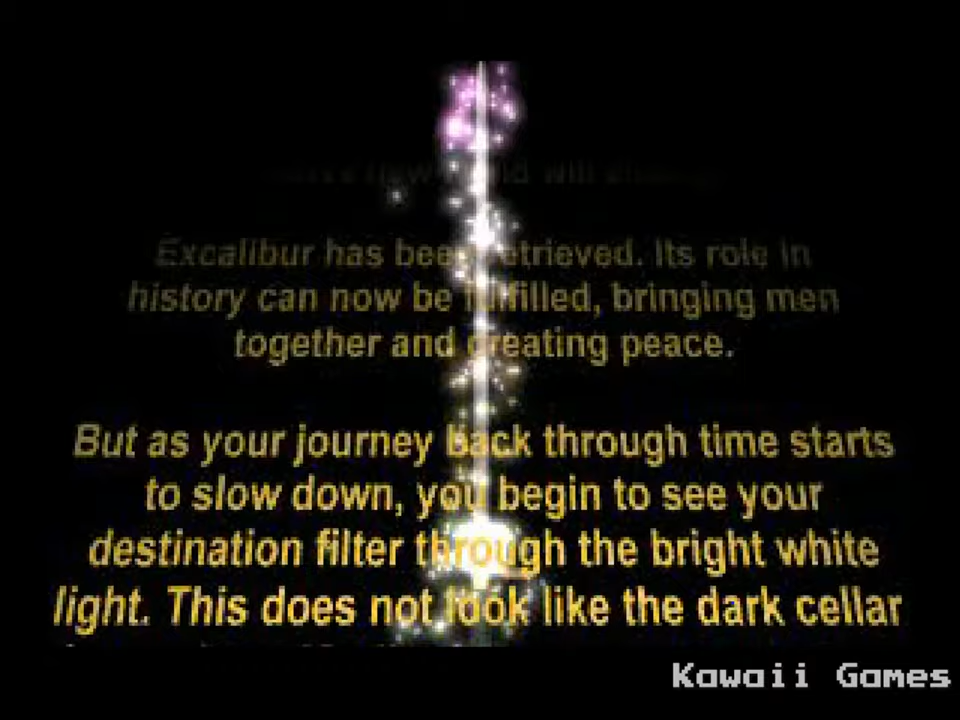 Excalibur has been retrieved. Its role in
history can now be fulfilled, bringing men
together and creating peace.
But as your journey back through time starts
to slow down, you begin to see your
destination filter through the bright white
light. This does not look like the dark cellar
Kawaii Games